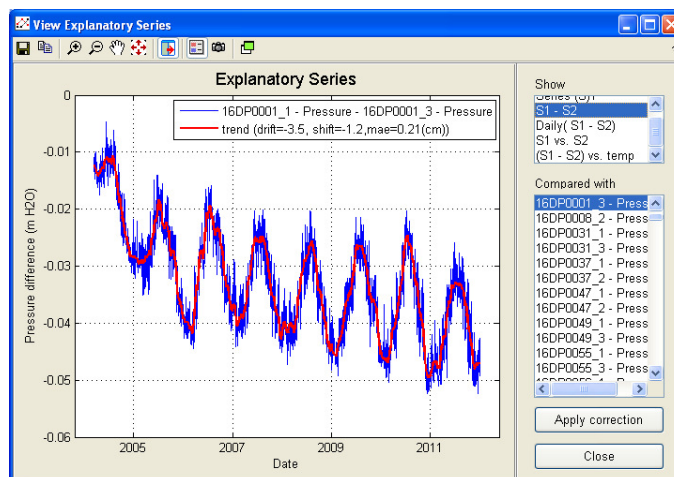 View Explanatory Series
Explanatory Series
0
-0.01
-0.02
-0.03
-0.04
-0.05
-0.06
Pressure difference (m H2O)
16DP0001_1 - Pressure - 16DP0001_3 - Pressure
trend (drift=-3.5, shift=-1.2,mae=0.21(cm))
2005
2007
2009
2011
Date
Show
S1 - S2
Daily( S1 - S2)
S1 vs. S2
(S1 - S2) vs. temp
Compared with
16DP0001_3 - Press
16DP0008_2 - Press
16DP0031_1 - Press
16DP0031_3 - Press
16DP0037_1 - Press
16DP0037_2 - Press
16DP0047_1 - Press
16DP0047_2 - Press
16DP0049_1 - Press
16DP0049_3 - Press
16DP0055_1 - Press
16DP0055_3 - Press
Apply correction
Close